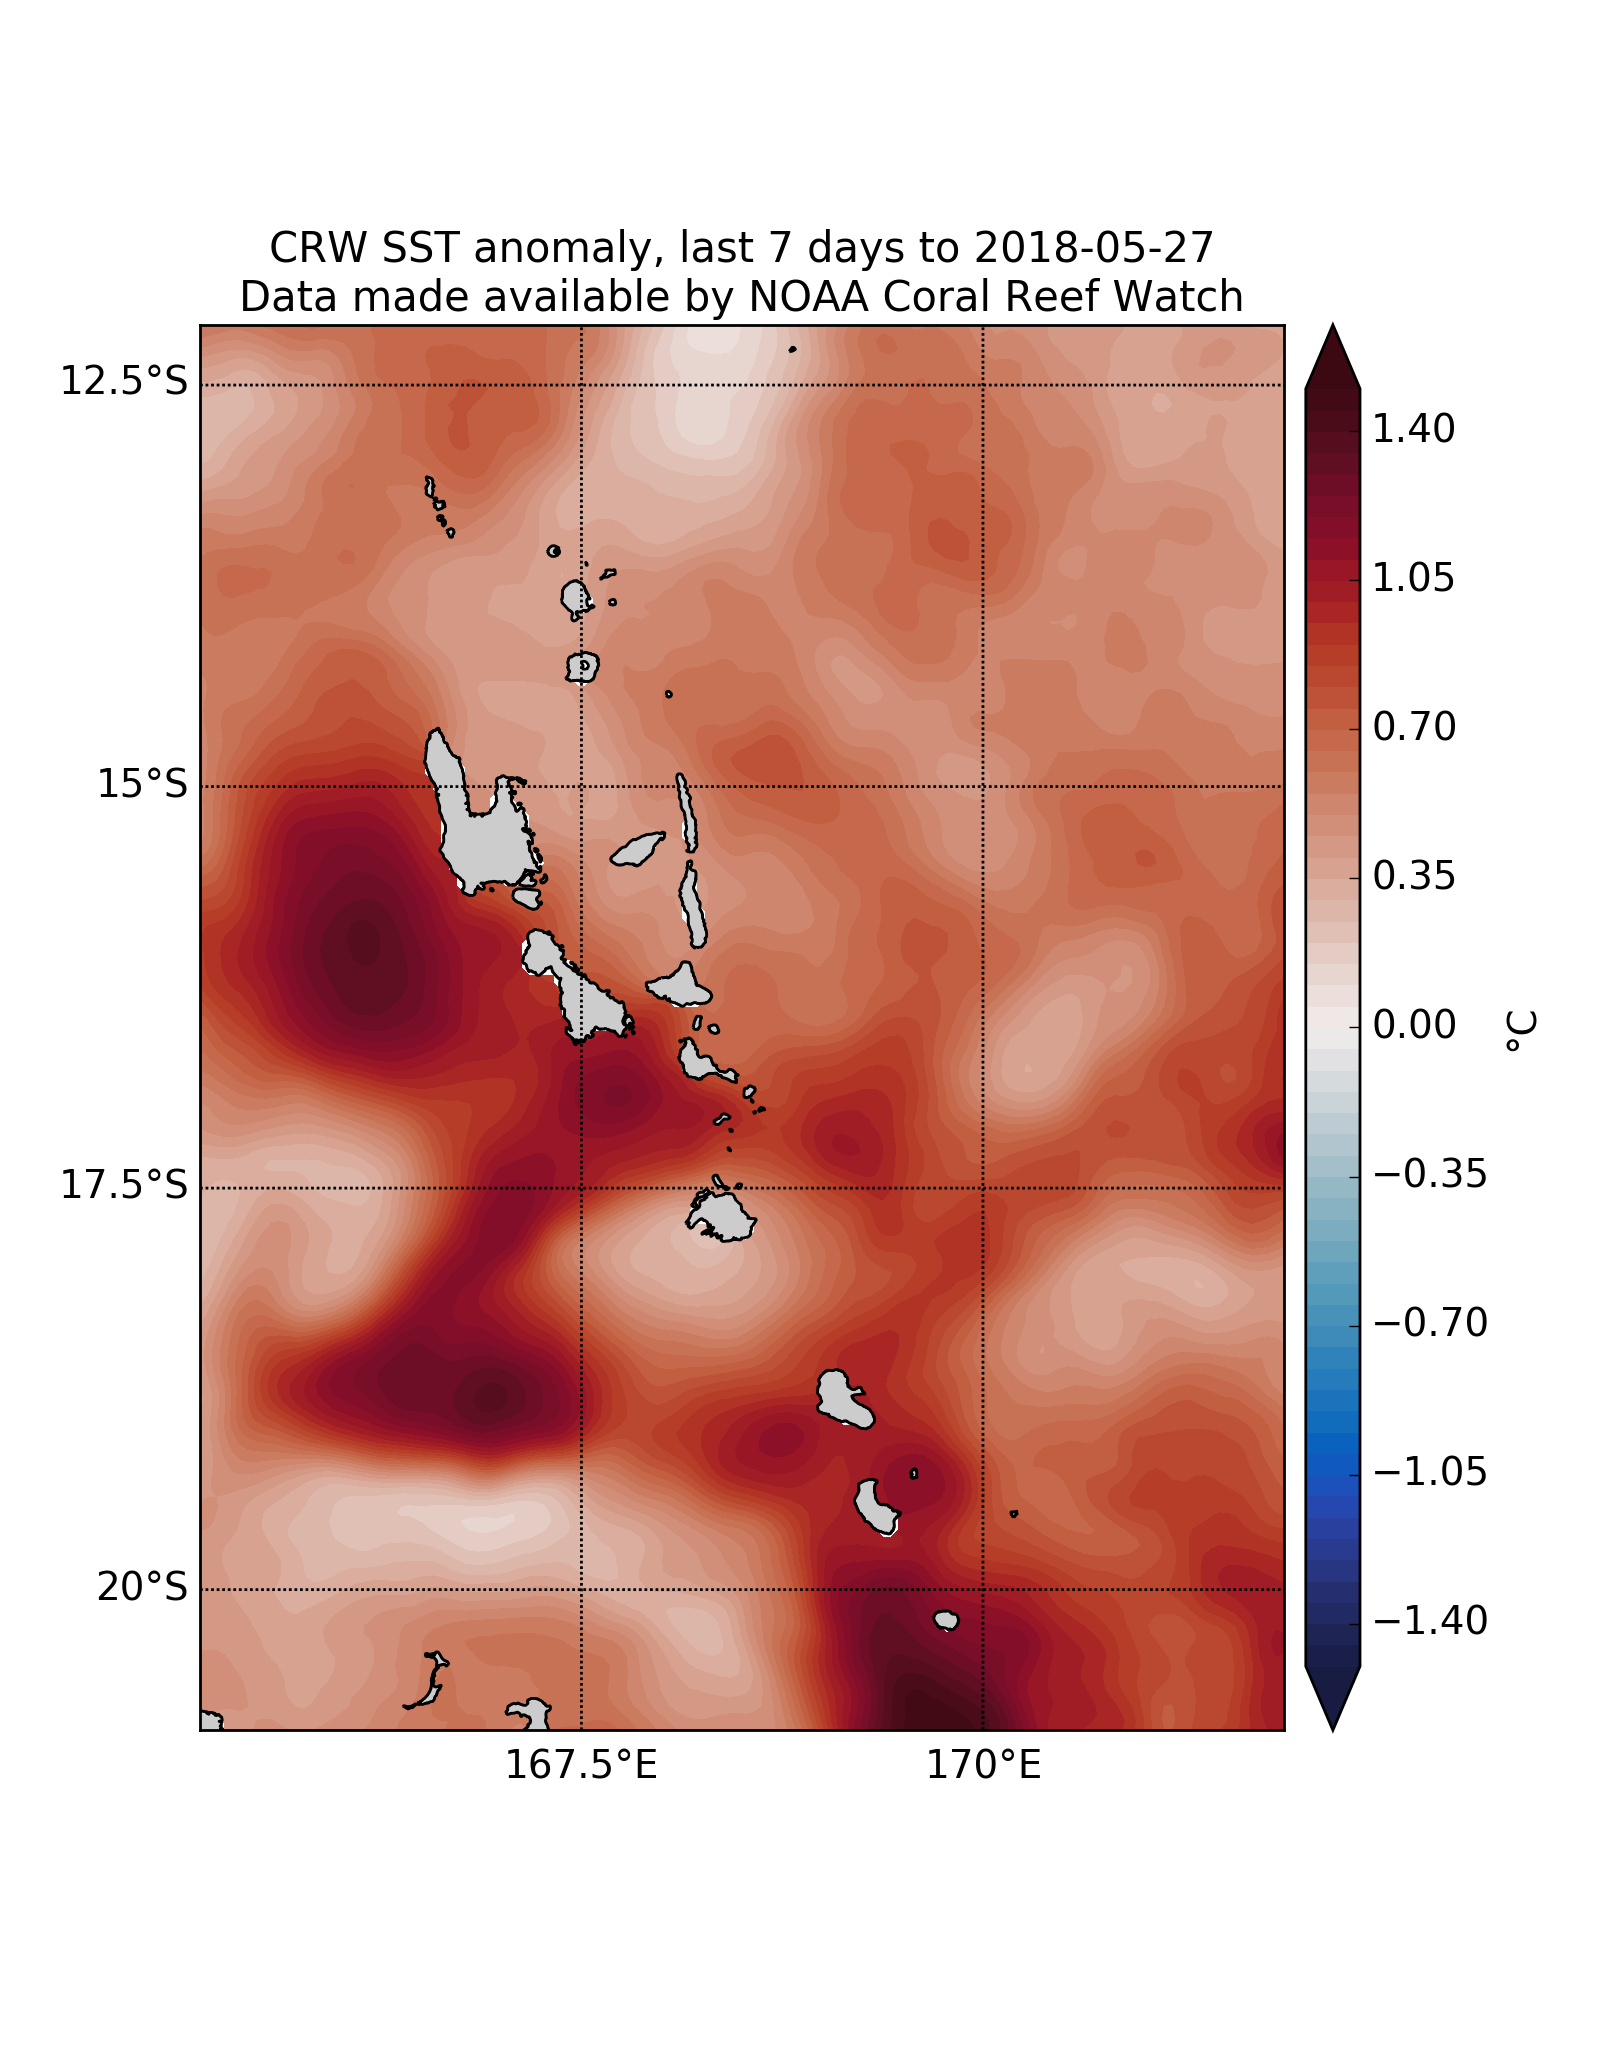 CRW SST anomaly, last 7 days to 2018-05-27
Data made available by NOAA Coral Reef Watch
12.5°S
15°S
17.5°S
20°S
167.5°E
170°E
1.40
1.05
0.70
0.35
0.00
−0.35
−0.70
−1.05
−1.40
°C